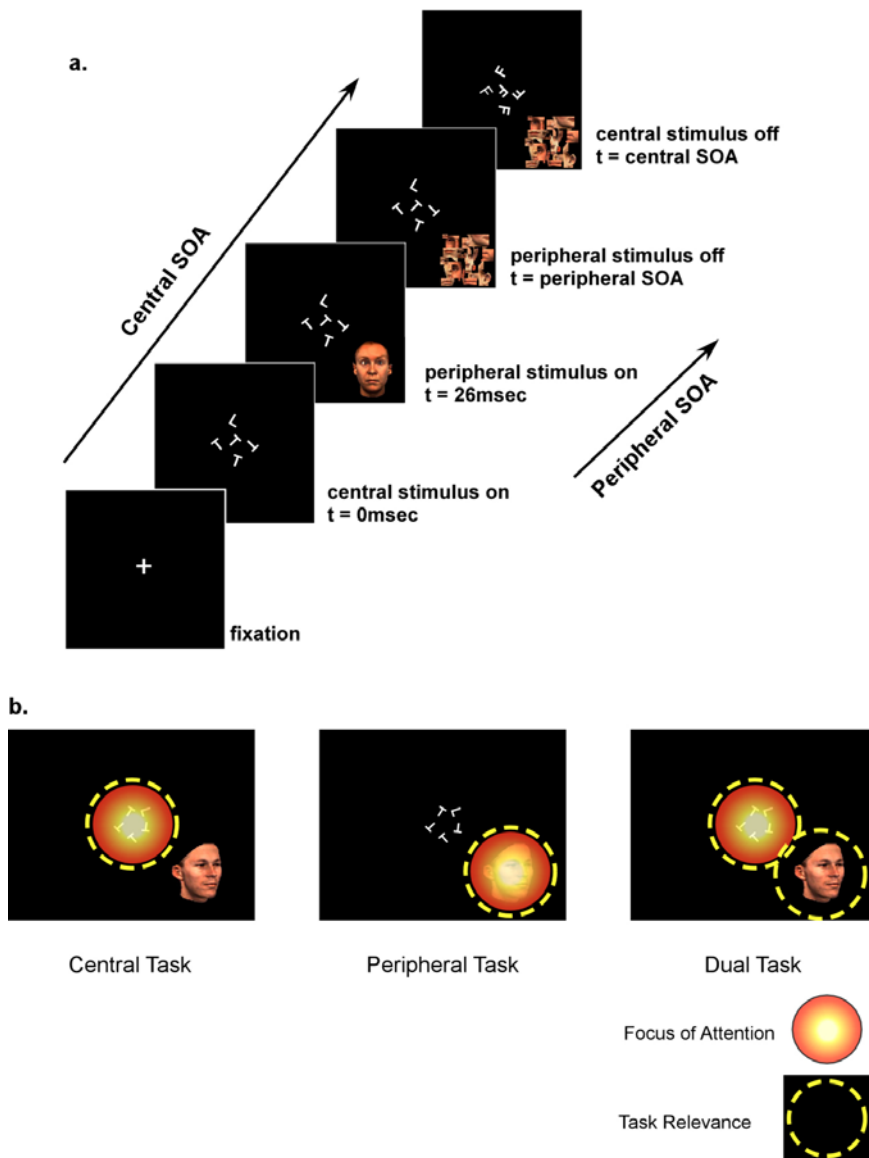 a.
Central SOA
central stimulus off
t = central SOA
peripheral stimulus off
t = peripheral SOA
peripheral stimulus on
t = 26msec
Peripheral SOA
central stimulus on
t = 0msec
fixation
b.
Central Task
Peripheral Task
Dual Task
Focus of Attention
Task Relevance